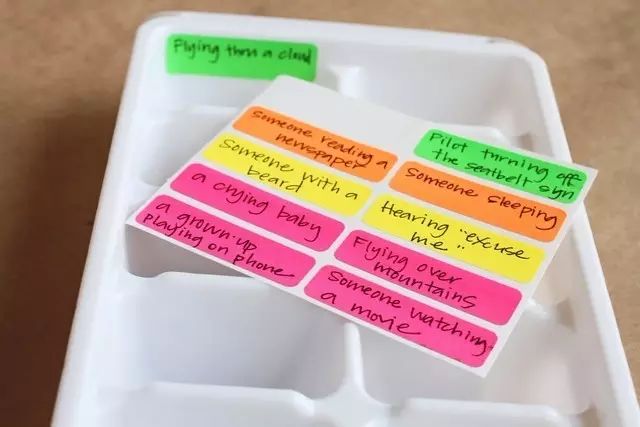 Flying thru a cloud
Someone reading a
newspaper
Someone with a
beard
a crying baby
a grown-up
playing on phone
Pilot turning off
the seatbelt sign
Someone sleeping
Hearing "excuse
me."
Flying over
mountains
Someone watching
a movie